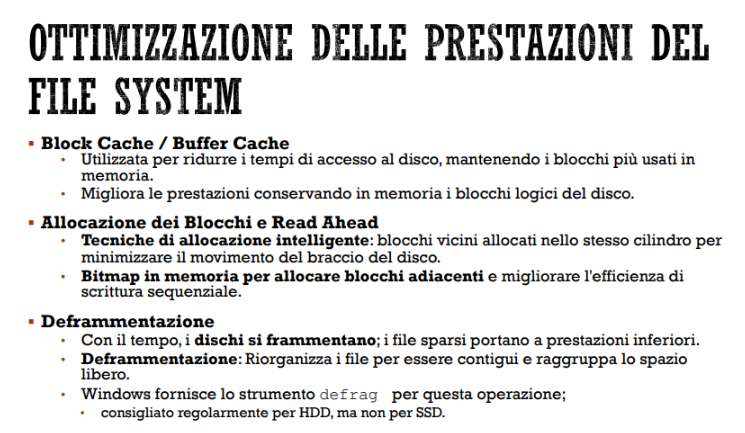 OTTIMIZZAZIONE DELLE PRESTAZIONI DEL
FILE SYSTEM
▪ Block Cache / Buffer Cache
• Utilizzata per ridurre i tempi di accesso al disco, mantenendo i blocchi più usati in
memoria.
• Migliora le prestazioni conservando in memoria i blocchi logici del disco.
▪ Allocazione dei Blocchi e Read Ahead
• Tecniche di allocazione intelligente: blocchi vicini allocati nello stesso cilindro per
minimizzare il movimento del braccio del disco.
• Bitmap in memoria per allocare blocchi adiacenti e migliorare l'efficienza di
scrittura sequenziale.
▪ Deframmentazione
• Con il tempo, i dischi si frammentano; i file sparsi portano a prestazioni inferiori.
• Deframmentazione: Riorganizza i file per essere contigui e raggruppa lo spazio
libero.
• Windows fornisce lo strumento defrag per questa operazione;
• consigliato regolarmente per HDD, ma non per SSD.